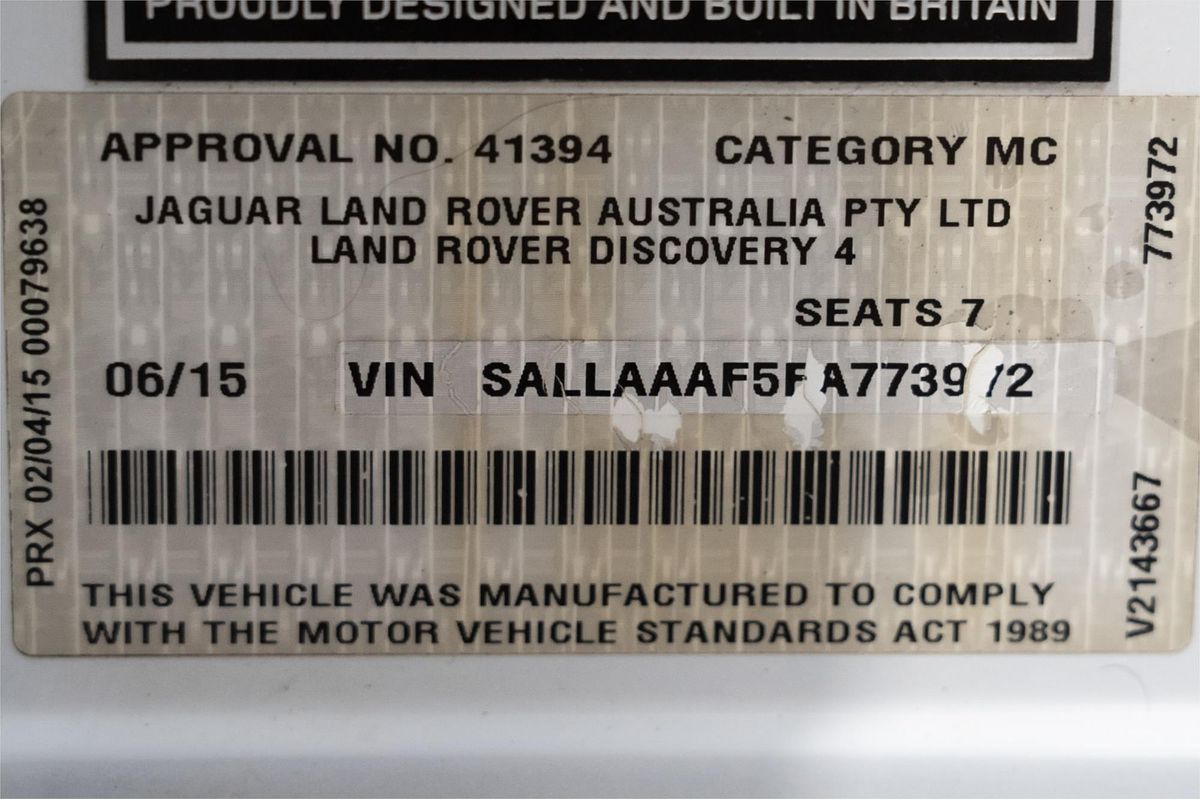 PROUDLY DESIGNED AND BUILT IN BRITAIN
APPROVAL NO. 41394 CATEGORY MC
JAGUAR LAND ROVER AUSTRALIA PTY LTD
LAND ROVER DISCOVERY 4
SEATS 7
06/15 VIN SALLAAAF5FA773972
THIS VEHICLE WAS MANUFACTURED TO COMPLY
WITH THE MOTOR VEHICLE STANDARDS ACT 1989
PRX 02/04/15 00079638
773972
V2143667